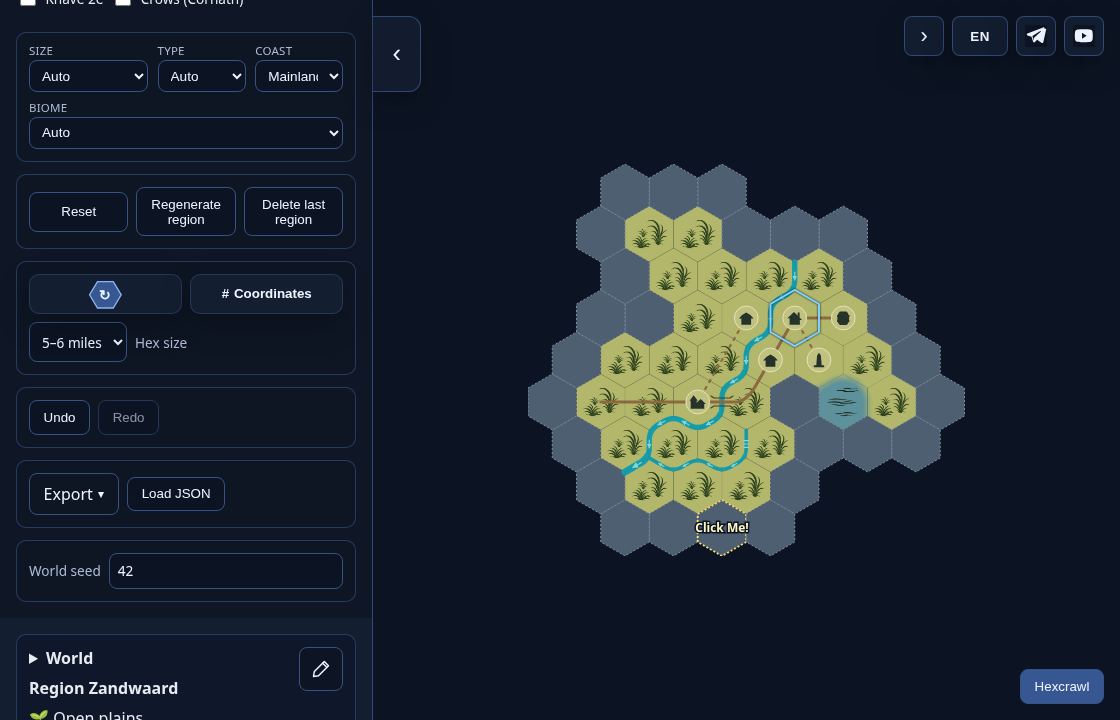 Knave 2e Crows (Cornath)
SIZE TYPE COAST
Auto Auto Mainland
BIOME
Auto
Reset
Regenerate region
Delete last region
# Coordinates
5–6 miles Hex size
Undo Redo
Export ▾ Load JSON
World seed 42
World
Region Zandwaard
Open plains
EN
Click Me!
Hexcrawl